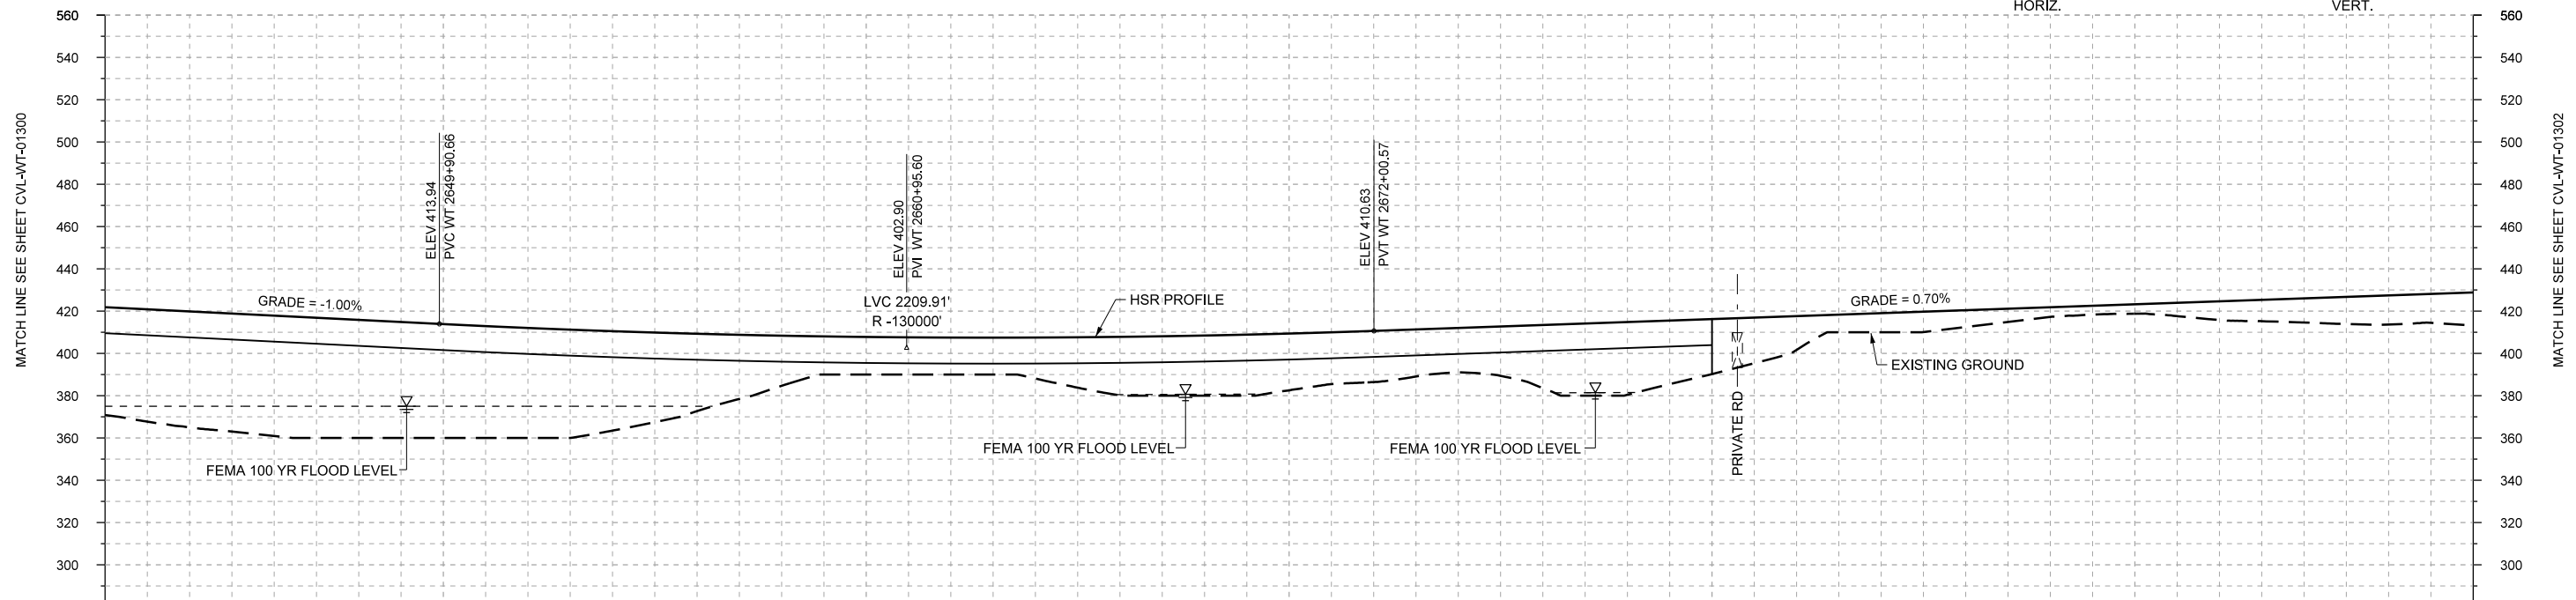 HORIZ.
VERT.
560
560
540
540
520
520
500
500
480
480
460
460
440
440
420
420
400
400
380
380
360
360
340
340
320
320
300
300
MATCH LINE SEE SHEET CVL-WT-01300
ELEV 413.94
PVC WT 2649+90.66
ELEV 402.90
PVI WT 2660+95.60
ELEV 410.63
PVT WT 2672+00.57
GRADE = -1.00%
LVC 2209.91'
R -130000'
HSR PROFILE
GRADE = 0.70%
EXISTING GROUND
PRIVATE RD
FEMA 100 YR FLOOD LEVEL
FEMA 100 YR FLOOD LEVEL
FEMA 100 YR FLOOD LEVEL
MATCH LINE SEE SHEET CVL-WT-01302